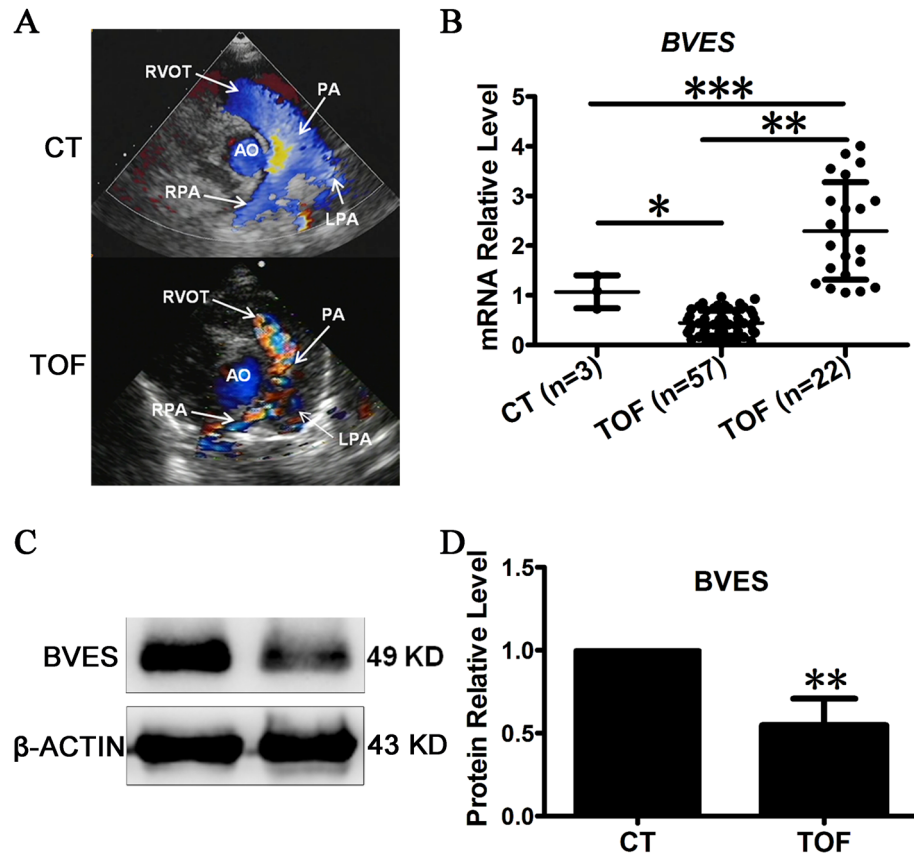 A
CT
RVOT
PA
AO
RPA
LPA
TOF
RVOT
PA
AO
RPA
LPA
B
BVES
***
**
*
mRNA Relative Level
5
4
3
2
1
0
CT (n=3)
TOF (n=57)
TOF (n=22)
C
BVES
49 KD
β-ACTIN
43 KD
D
BVES
Protein Relative Level
1.5
1.0
0.5
0.0
**
CT
TOF